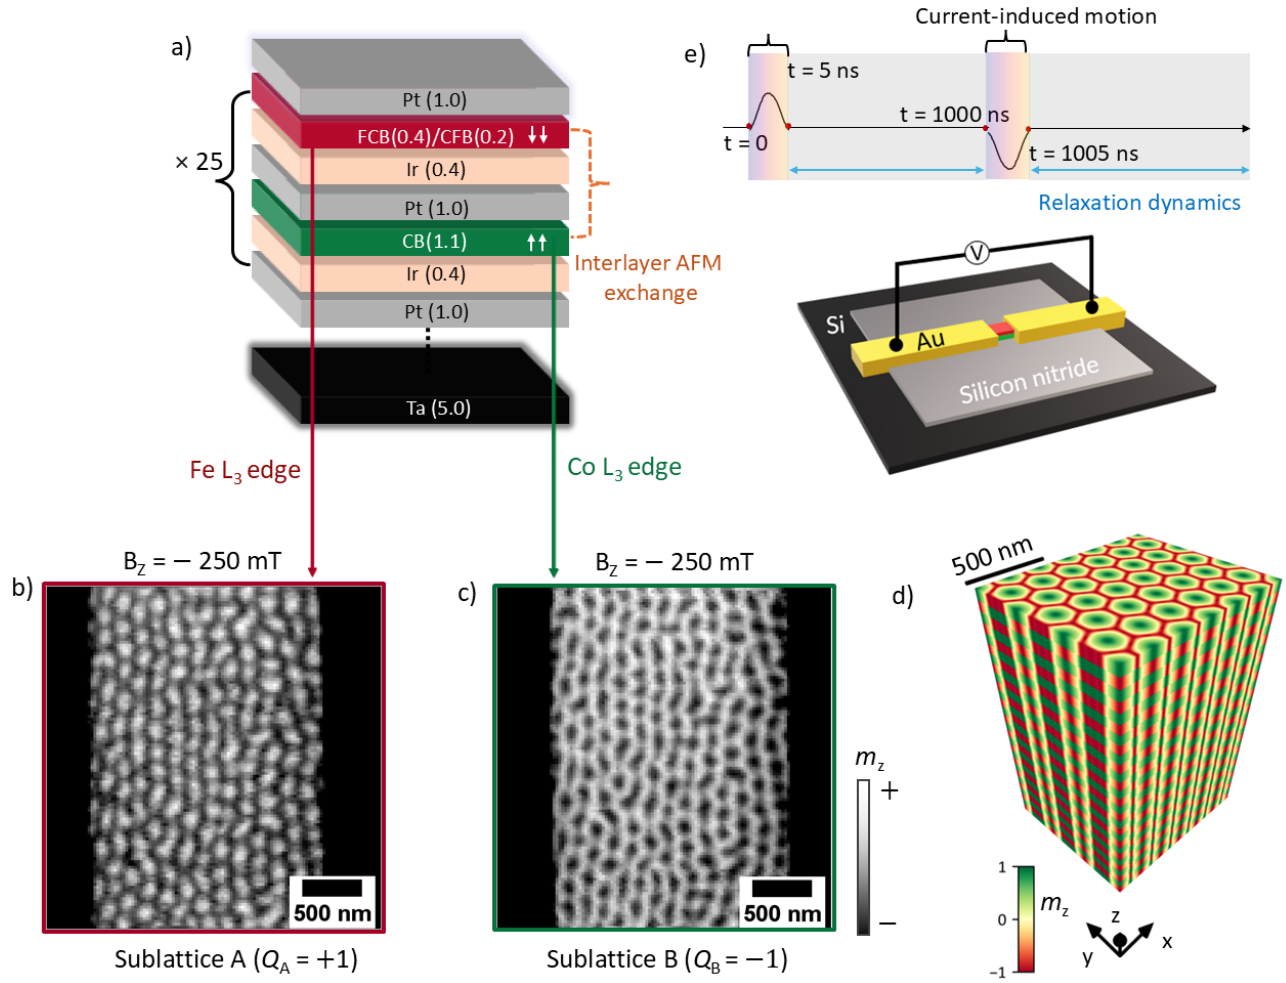 a)
Pt (1.0)
FCB(0.4)/CFB(0.2) ↓↓
Ir (0.4)
× 25
Pt (1.0)
CB(1.1) ↑↑
Ir (0.4)
Pt (1.0)
Interlayer AFM
exchange
Ta (5.0)
Fe L3 edge
Co L3 edge
e)
Current-induced motion
t = 5 ns
t = 1000 ns
t = 0
t = 1005 ns
Relaxation dynamics
V
Si
Au
Silicon nitride
b)
BZ = − 250 mT
500 nm
Sublattice A (QA = +1)
c)
BZ = − 250 mT
500 nm
Sublattice B (QB = −1)
mz
+
−
d)
500 nm
1
0
−1
mz
z
y
x